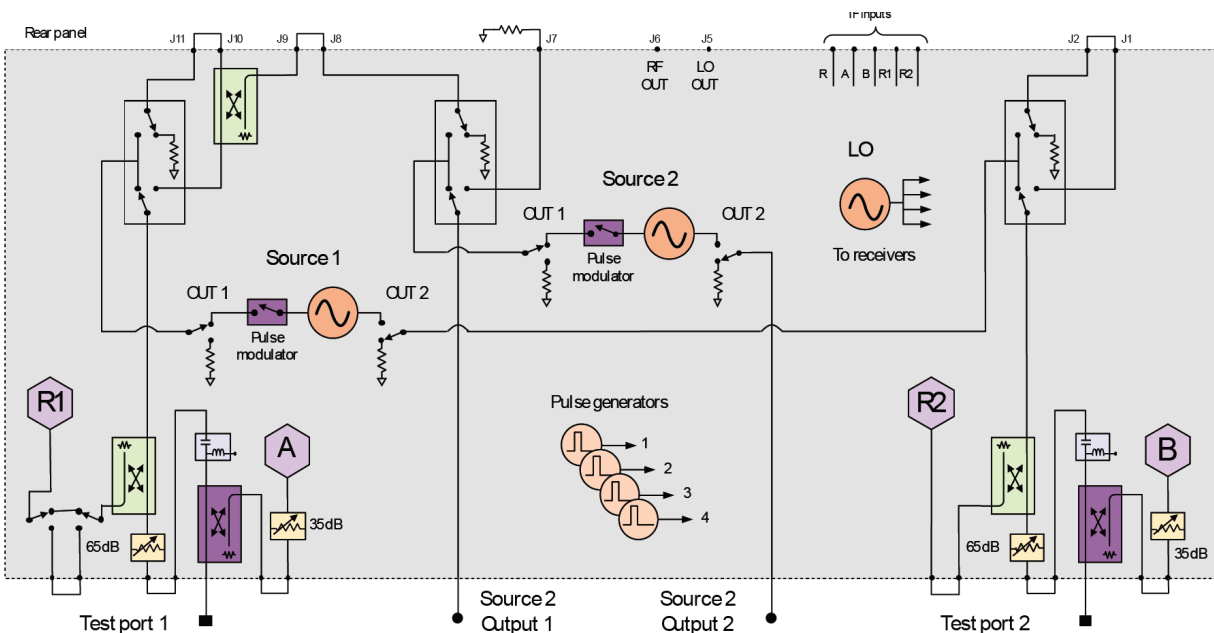 IF inputs
Rear panel
J11
J10
J9
J8
J7
J6
J5
J2
J1
RF
OUT
LO
OUT
R
A
B
R1
R2
LO
Source 2
OUT 1
OUT 2
Pulse
modulator
To receivers
Source 1
OUT 1
OUT 2
Pulse
modulator
R1
A
Pulse generators
1
2
3
4
R2
B
65dB
35dB
65dB
35dB
Test port 1
Source 2
Output 1
Source 2
Output 2
Test port 2